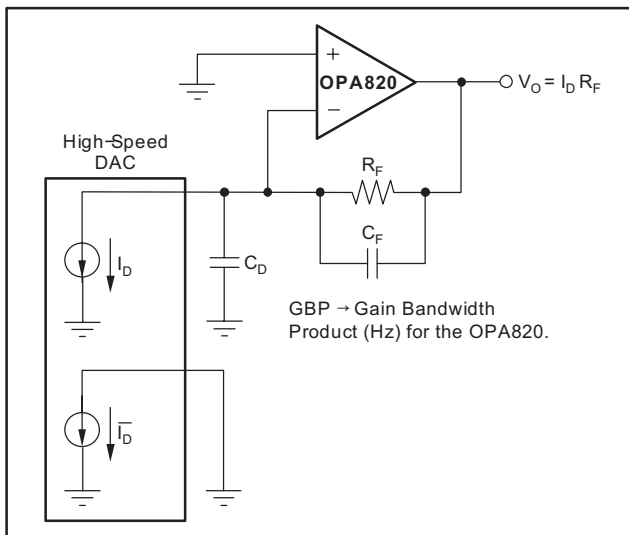 +
OPA820
−
V_O = I_D R_F
High-Speed
DAC
R_F
C_F
I_D
C_D
GBP → Gain Bandwidth
Product (Hz) for the OPA820.
I̅_D